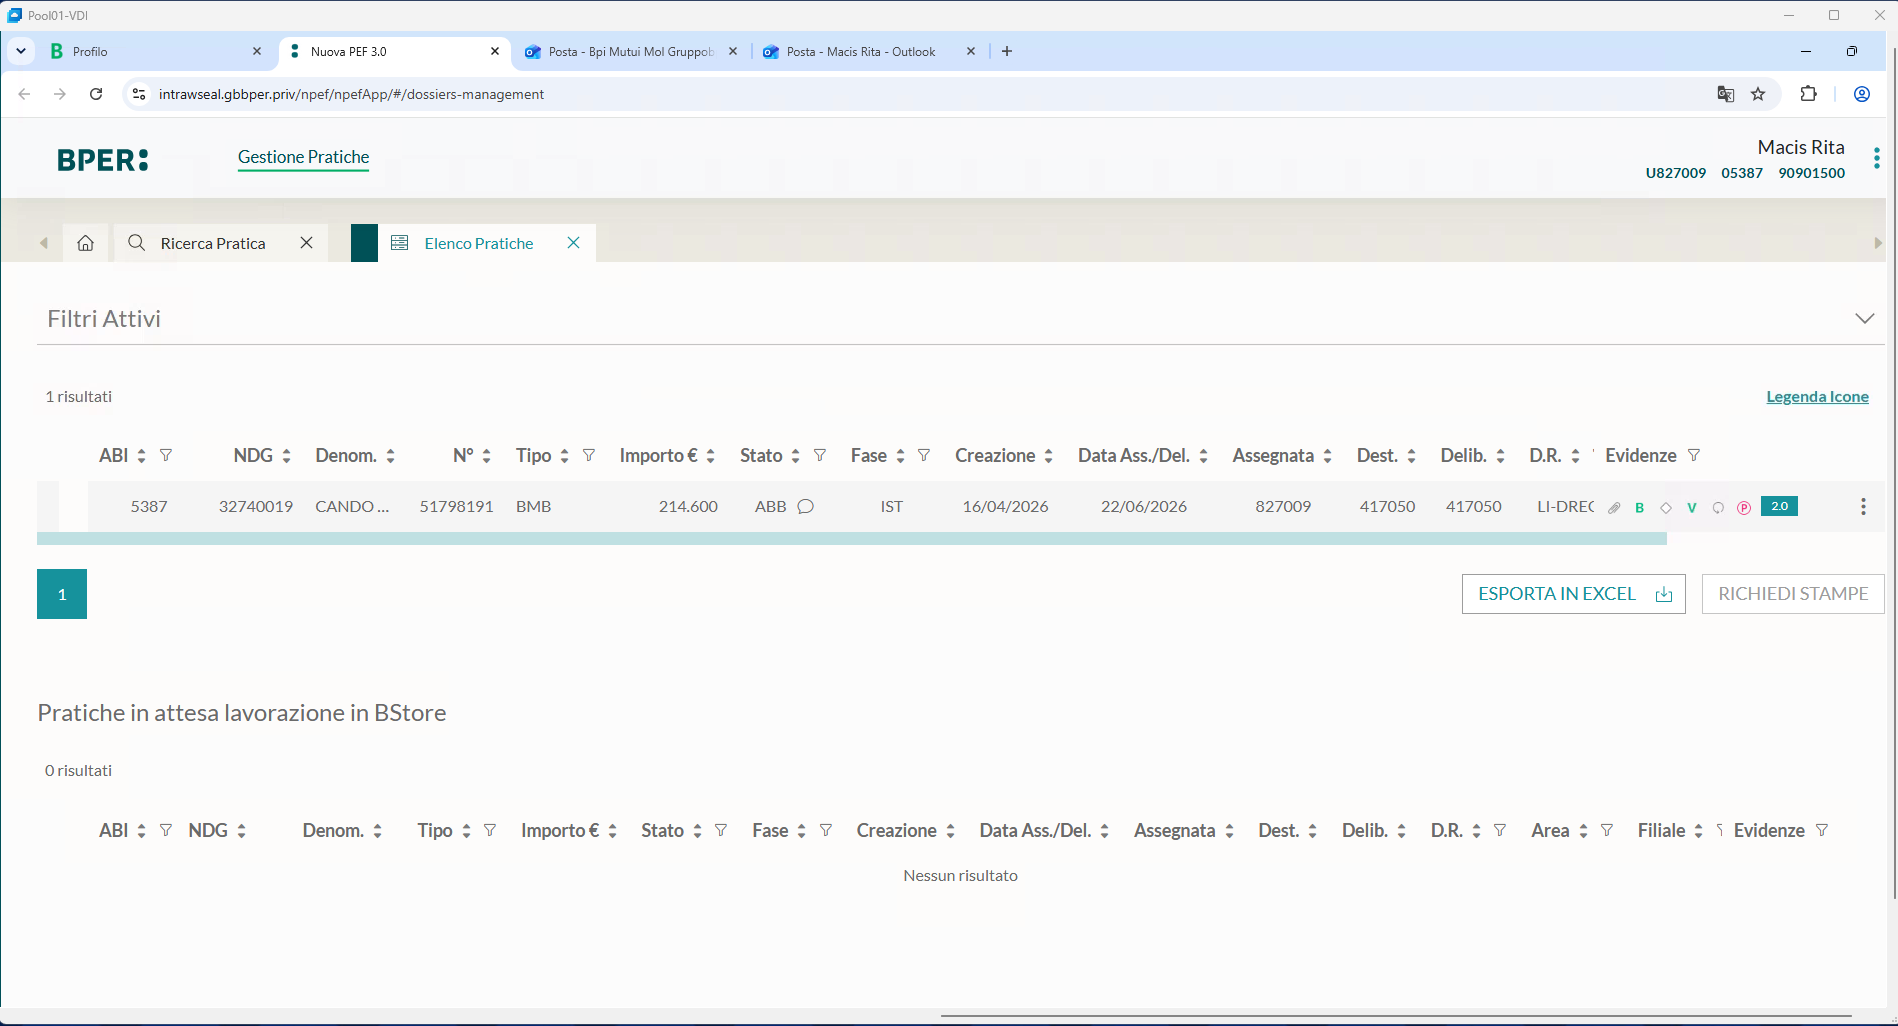 Pool01-VDI
Profilo
Nuova PEF 3.0
Posta - Bpi Mutui Mol Gruppob
Posta - Macis Rita - Outlook
intrawseal.gbbper.priv/npef/npefApp/#/dossiers-management
BPER:
Gestione Pratiche
Macis Rita
U827009 05387 90901500
Ricerca Pratica
Elenco Pratiche
Filtri Attivi
1 risultati
Legenda Icone
ABI NDG Denom. N° Tipo Importo € Stato Fase Creazione Data Ass./Del. Assegnata Dest. Delib. D.R. Evidenze
5387 32740019 CANDO ... 51798191 BMB 214.600 ABB IST 16/04/2026 22/06/2026 827009 417050 417050 LI-DREC B V P 2.0
1
ESPORTA IN EXCEL
RICHIEDI STAMPE
Pratiche in attesa lavorazione in BStore
0 risultati
ABI NDG Denom. Tipo Importo € Stato Fase Creazione Data Ass./Del. Assegnata Dest. Delib. D.R. Area Filiale Evidenze
Nessun risultato